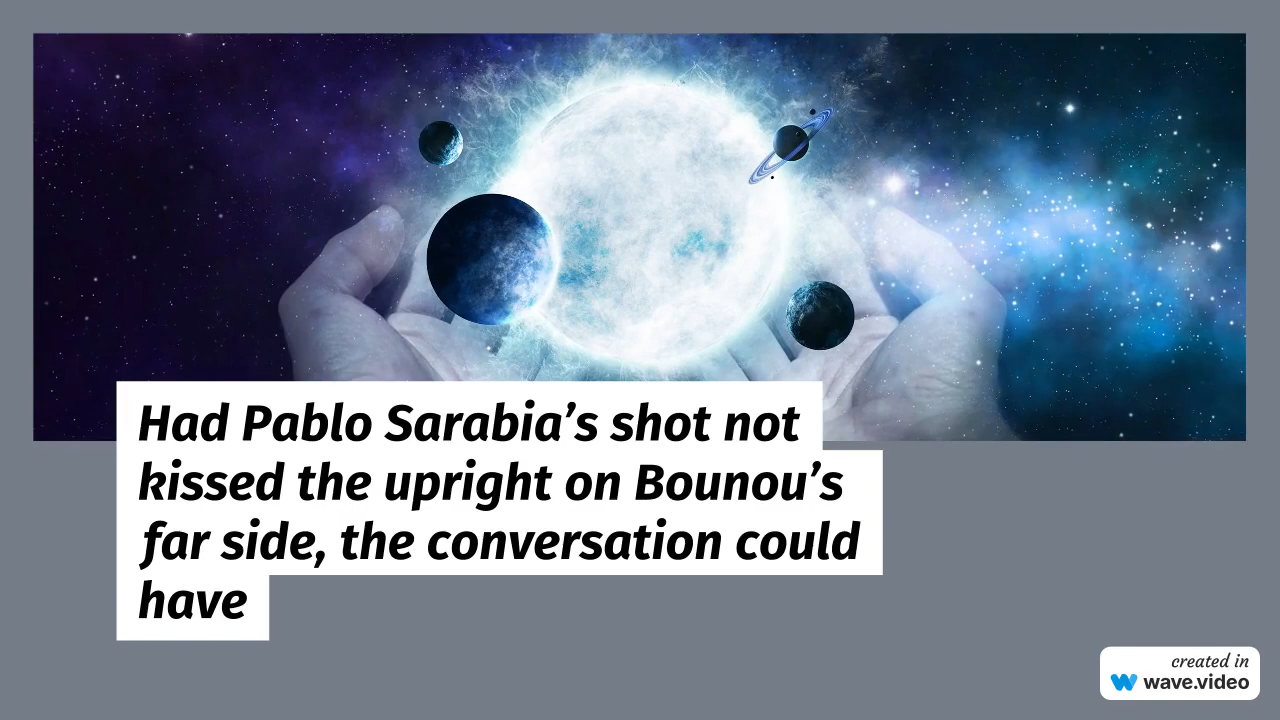 Had Pablo Sarabia’s shot not
kissed the upright on Bounou’s
far side, the conversation could
have
created in
wave.video